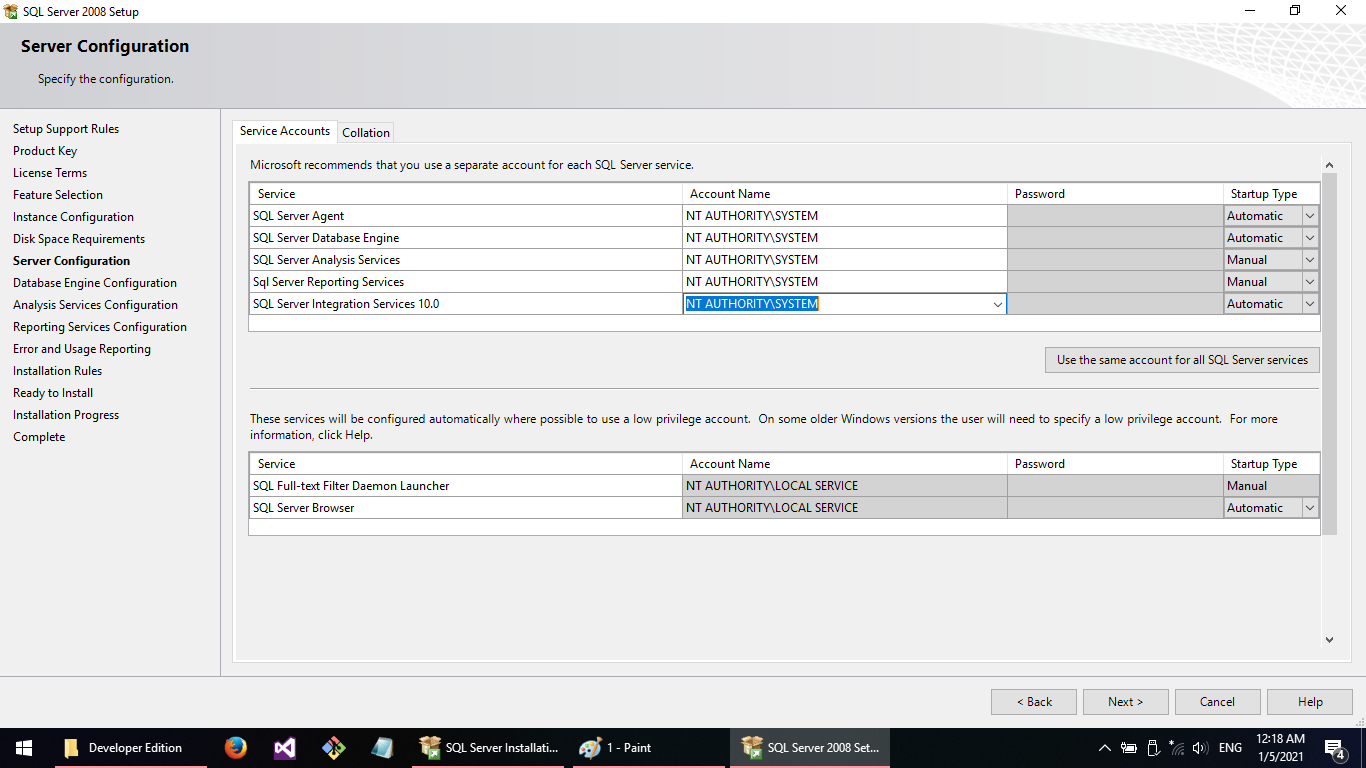 SQL Server 2008 Setup
Server Configuration
Specify the configuration.
Setup Support Rules
Product Key
License Terms
Feature Selection
Instance Configuration
Disk Space Requirements
Server Configuration
Database Engine Configuration
Analysis Services Configuration
Reporting Services Configuration
Error and Usage Reporting
Installation Rules
Ready to Install
Installation Progress
Complete
Service Accounts Collation
Microsoft recommends that you use a separate account for each SQL Server service.
Service Account Name Password Startup Type
SQL Server Agent NT AUTHORITY\SYSTEM Automatic
SQL Server Database Engine NT AUTHORITY\SYSTEM Automatic
SQL Server Analysis Services NT AUTHORITY\SYSTEM Manual
Sql Server Reporting Services NT AUTHORITY\SYSTEM Manual
SQL Server Integration Services 10.0 NT AUTHORITY\SYSTEM Automatic
Use the same account for all SQL Server services
These services will be configured automatically where possible to use a low privilege account. On some older Windows versions the user will need to specify a low privilege account. For more
information, click Help.
Service Account Name Password Startup Type
SQL Full-text Filter Daemon Launcher NT AUTHORITY\LOCAL SERVICE Manual
SQL Server Browser NT AUTHORITY\LOCAL SERVICE Automatic
< Back Next > Cancel Help
Developer Edition SQL Server Installati... 1 - Paint SQL Server 2008 Set... ENG 12:18 AM
1/5/2021 4